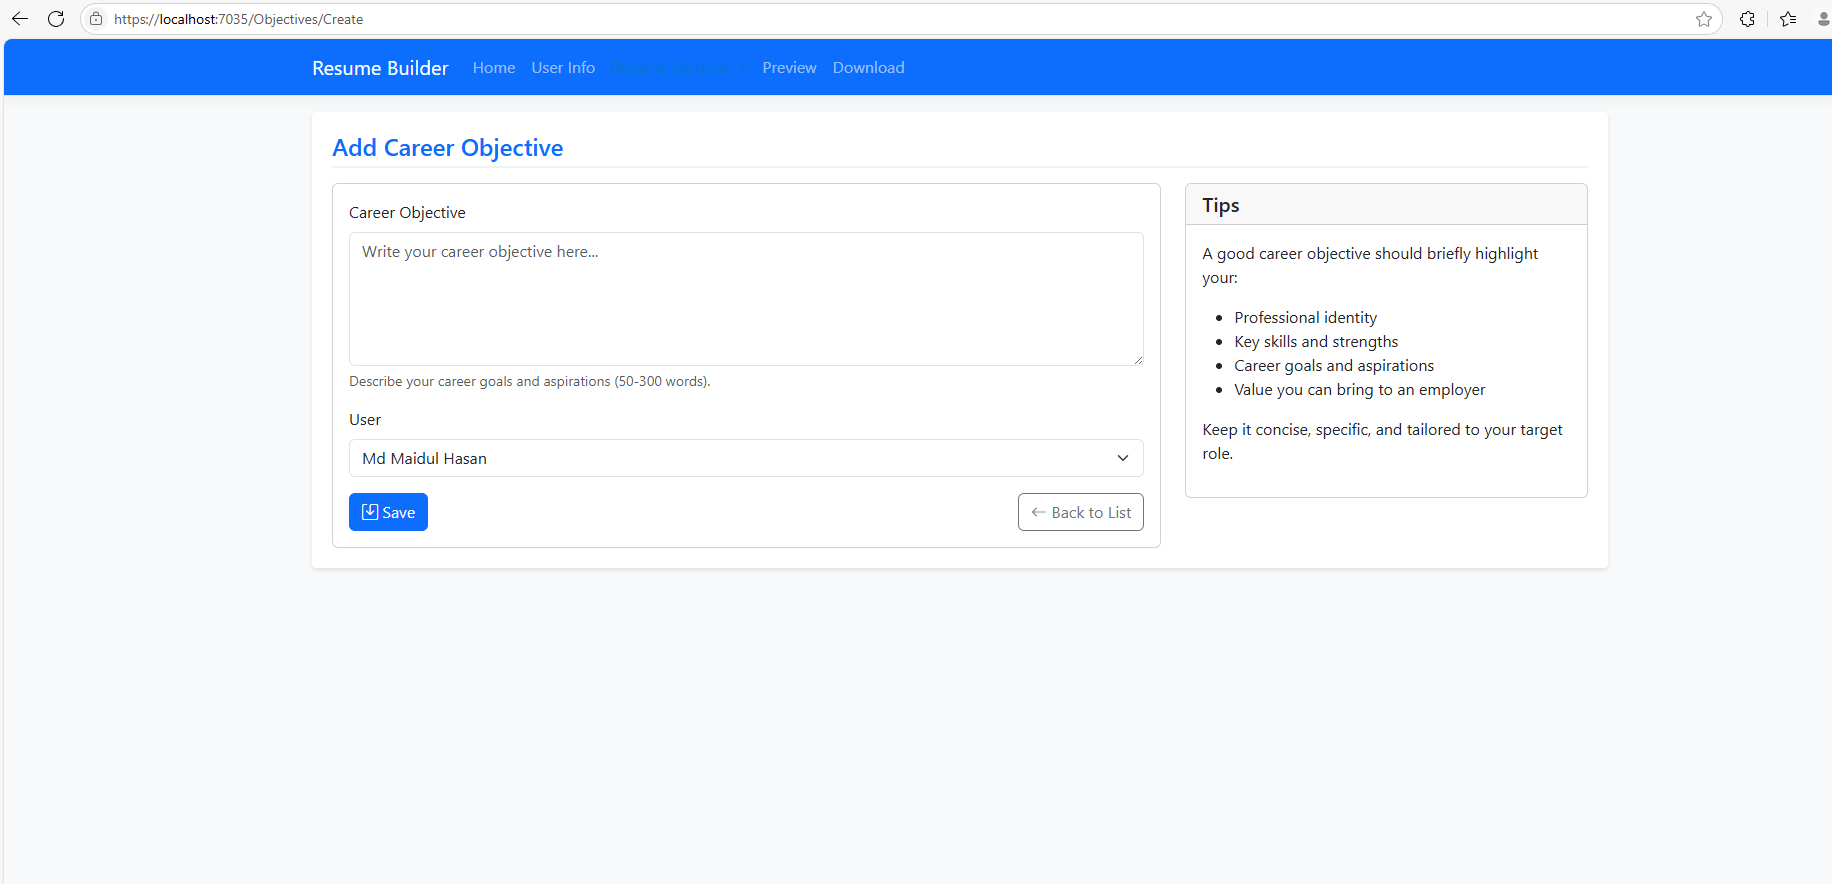 https://localhost:7035/Objectives/Create
Resume Builder Home User Info Resume Sections Preview Download
Add Career Objective
Career Objective
Write your career objective here...
Describe your career goals and aspirations (50-300 words).
User
Md Maidul Hasan
Save
Back to List
Tips
A good career objective should briefly highlight
your:
Professional identity
Key skills and strengths
Career goals and aspirations
Value you can bring to an employer
Keep it concise, specific, and tailored to your target
role.